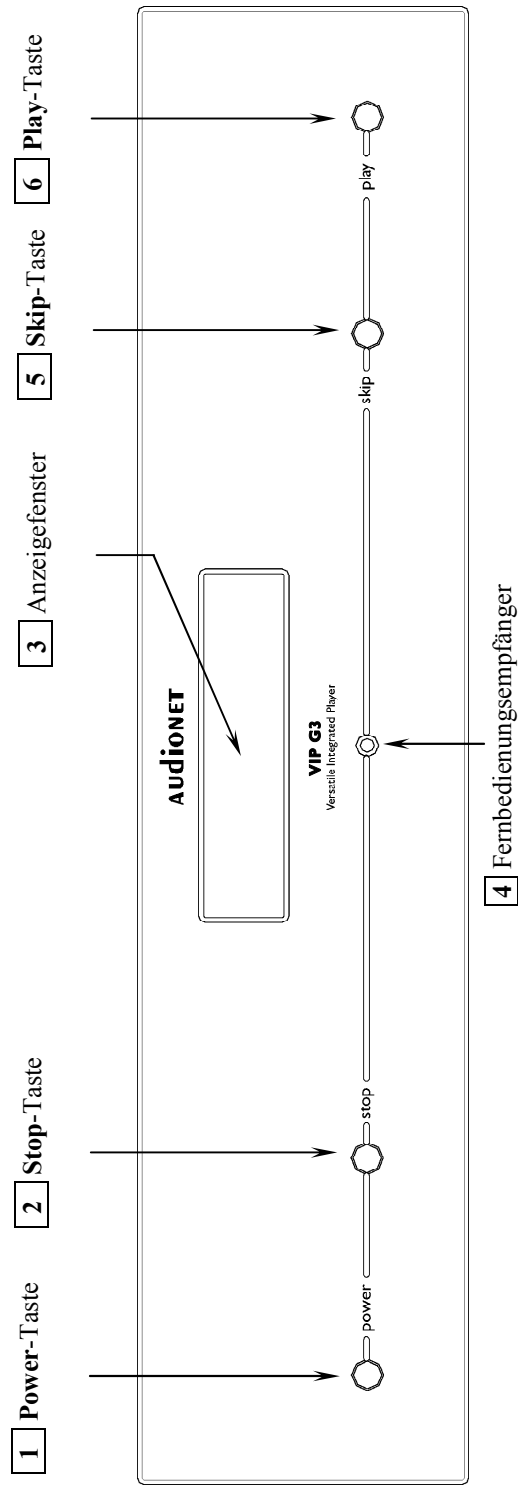 1 Power-Taste
2 Stop-Taste
3 Anzeigefenster
5 Skip-Taste
6 Play-Taste
AUdioNET
VIP G3
Versatile Integrated Player
power
stop
skip
play
4 Fernbedienungsempfänger